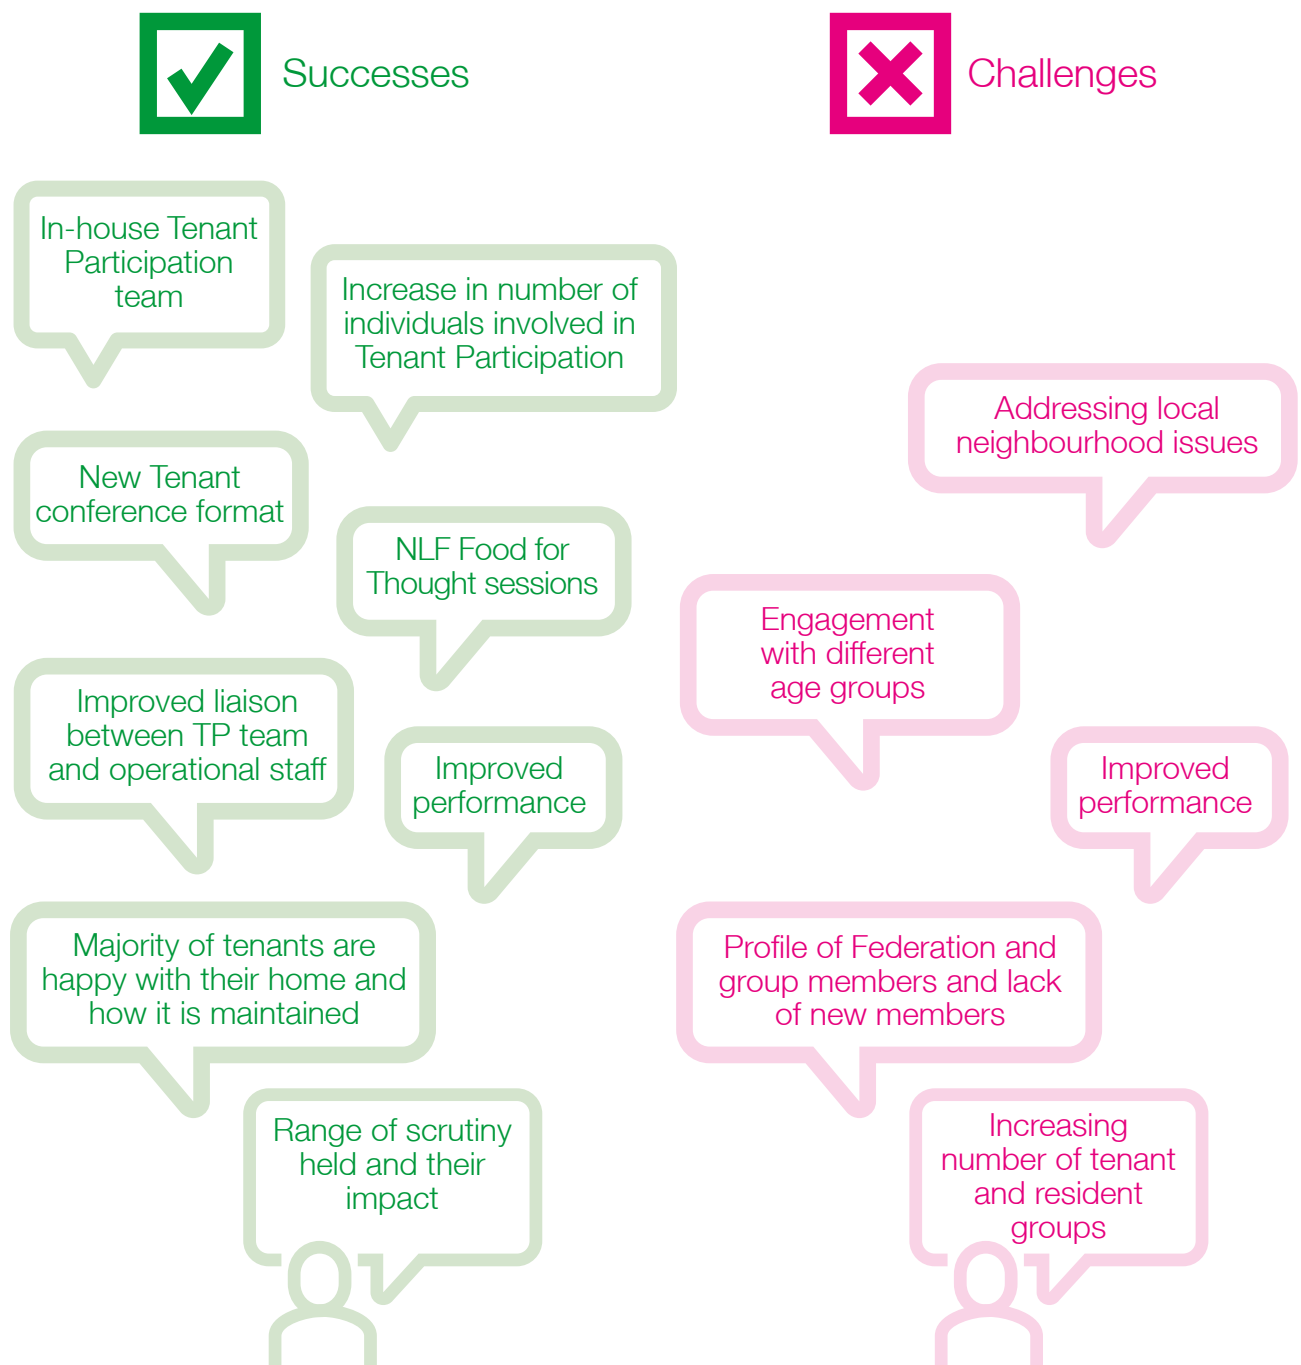 Successes
In-house Tenant
Participation
team
Increase in number of
individuals involved in
Tenant Participation
New Tenant
conference format
NLF Food for
Thought sessions
Improved liaison
between TP team
and operational staff
Improved
performance
Majority of tenants are
happy with their home and
how it is maintained
Range of scrutiny
held and their
impact
Challenges
Addressing local
neighbourhood issues
Engagement
with different
age groups
Improved
performance
Profile of Federation and
group members and lack
of new members
Increasing
number of tenant
and resident
groups